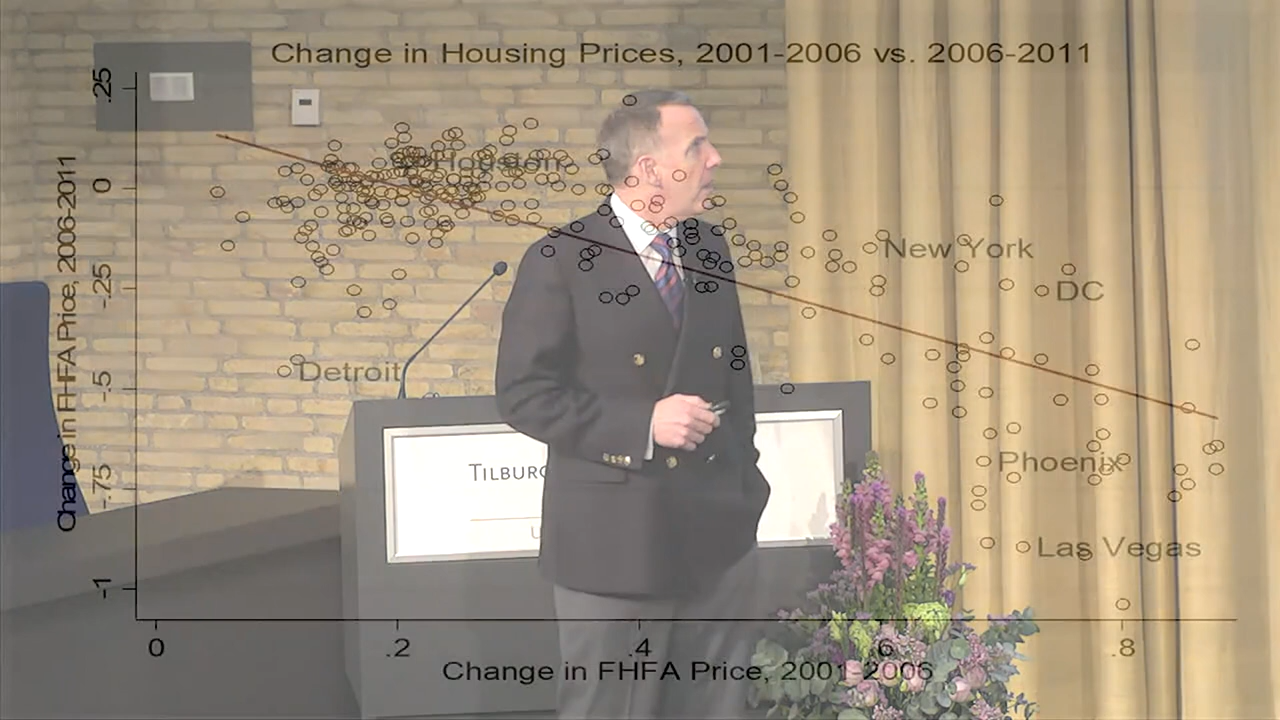 Change in Housing Prices, 2001-2006 vs. 2006-2011
Change in FHFA Price, 2006-2011
.25
0
-.25
-.5
-.75
-1
Houston
New York
DC
Detroit
Phoenix
Las Vegas
TILBURG
U
0
.2
.4
.6
.8
Change in FHFA Price, 2001-2006